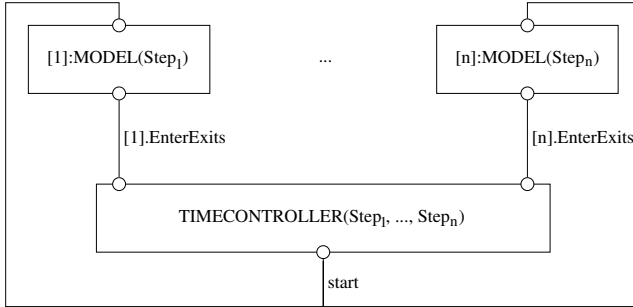 [1]:MODEL(Step₁) ... [n]:MODEL(Stepₙ)
[1].EnterExits [n].EnterExits
TIMECONTROLLER(Step₁, ..., Stepₙ)
start